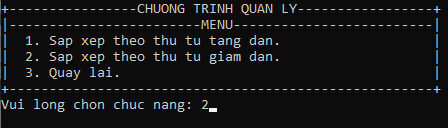 +-----------------CHUONG TRINH QUAN LY------------------+
|-----------------------------MENU----------------------|
| 1. Sap xep theo thu tu tang dan. |
| 2. Sap xep theo thu tu giam dan. |
| 3. Quay lai. |
+-------------------------------------------------------+
Vui long chon chuc nang: 2